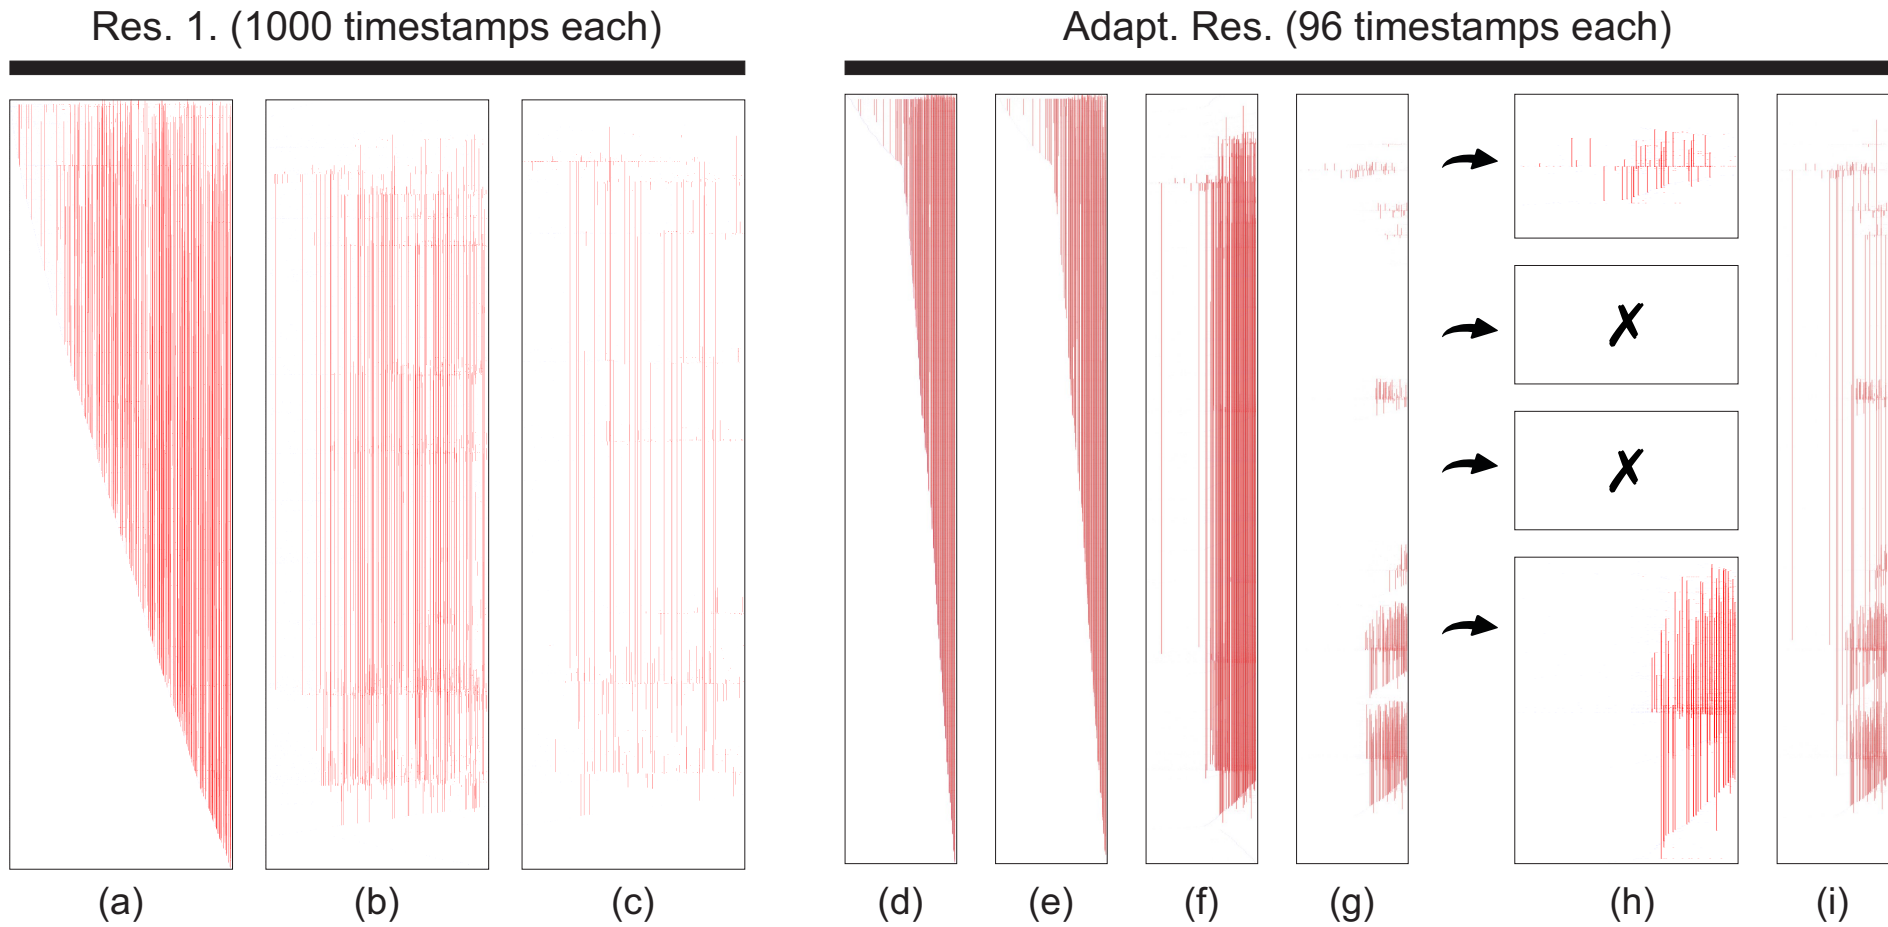 Res. 1. (1000 timestamps each)
Adapt. Res. (96 timestamps each)
(a)
(b)
(c)
(d)
(e)
(f)
(g)
(h)
(i)